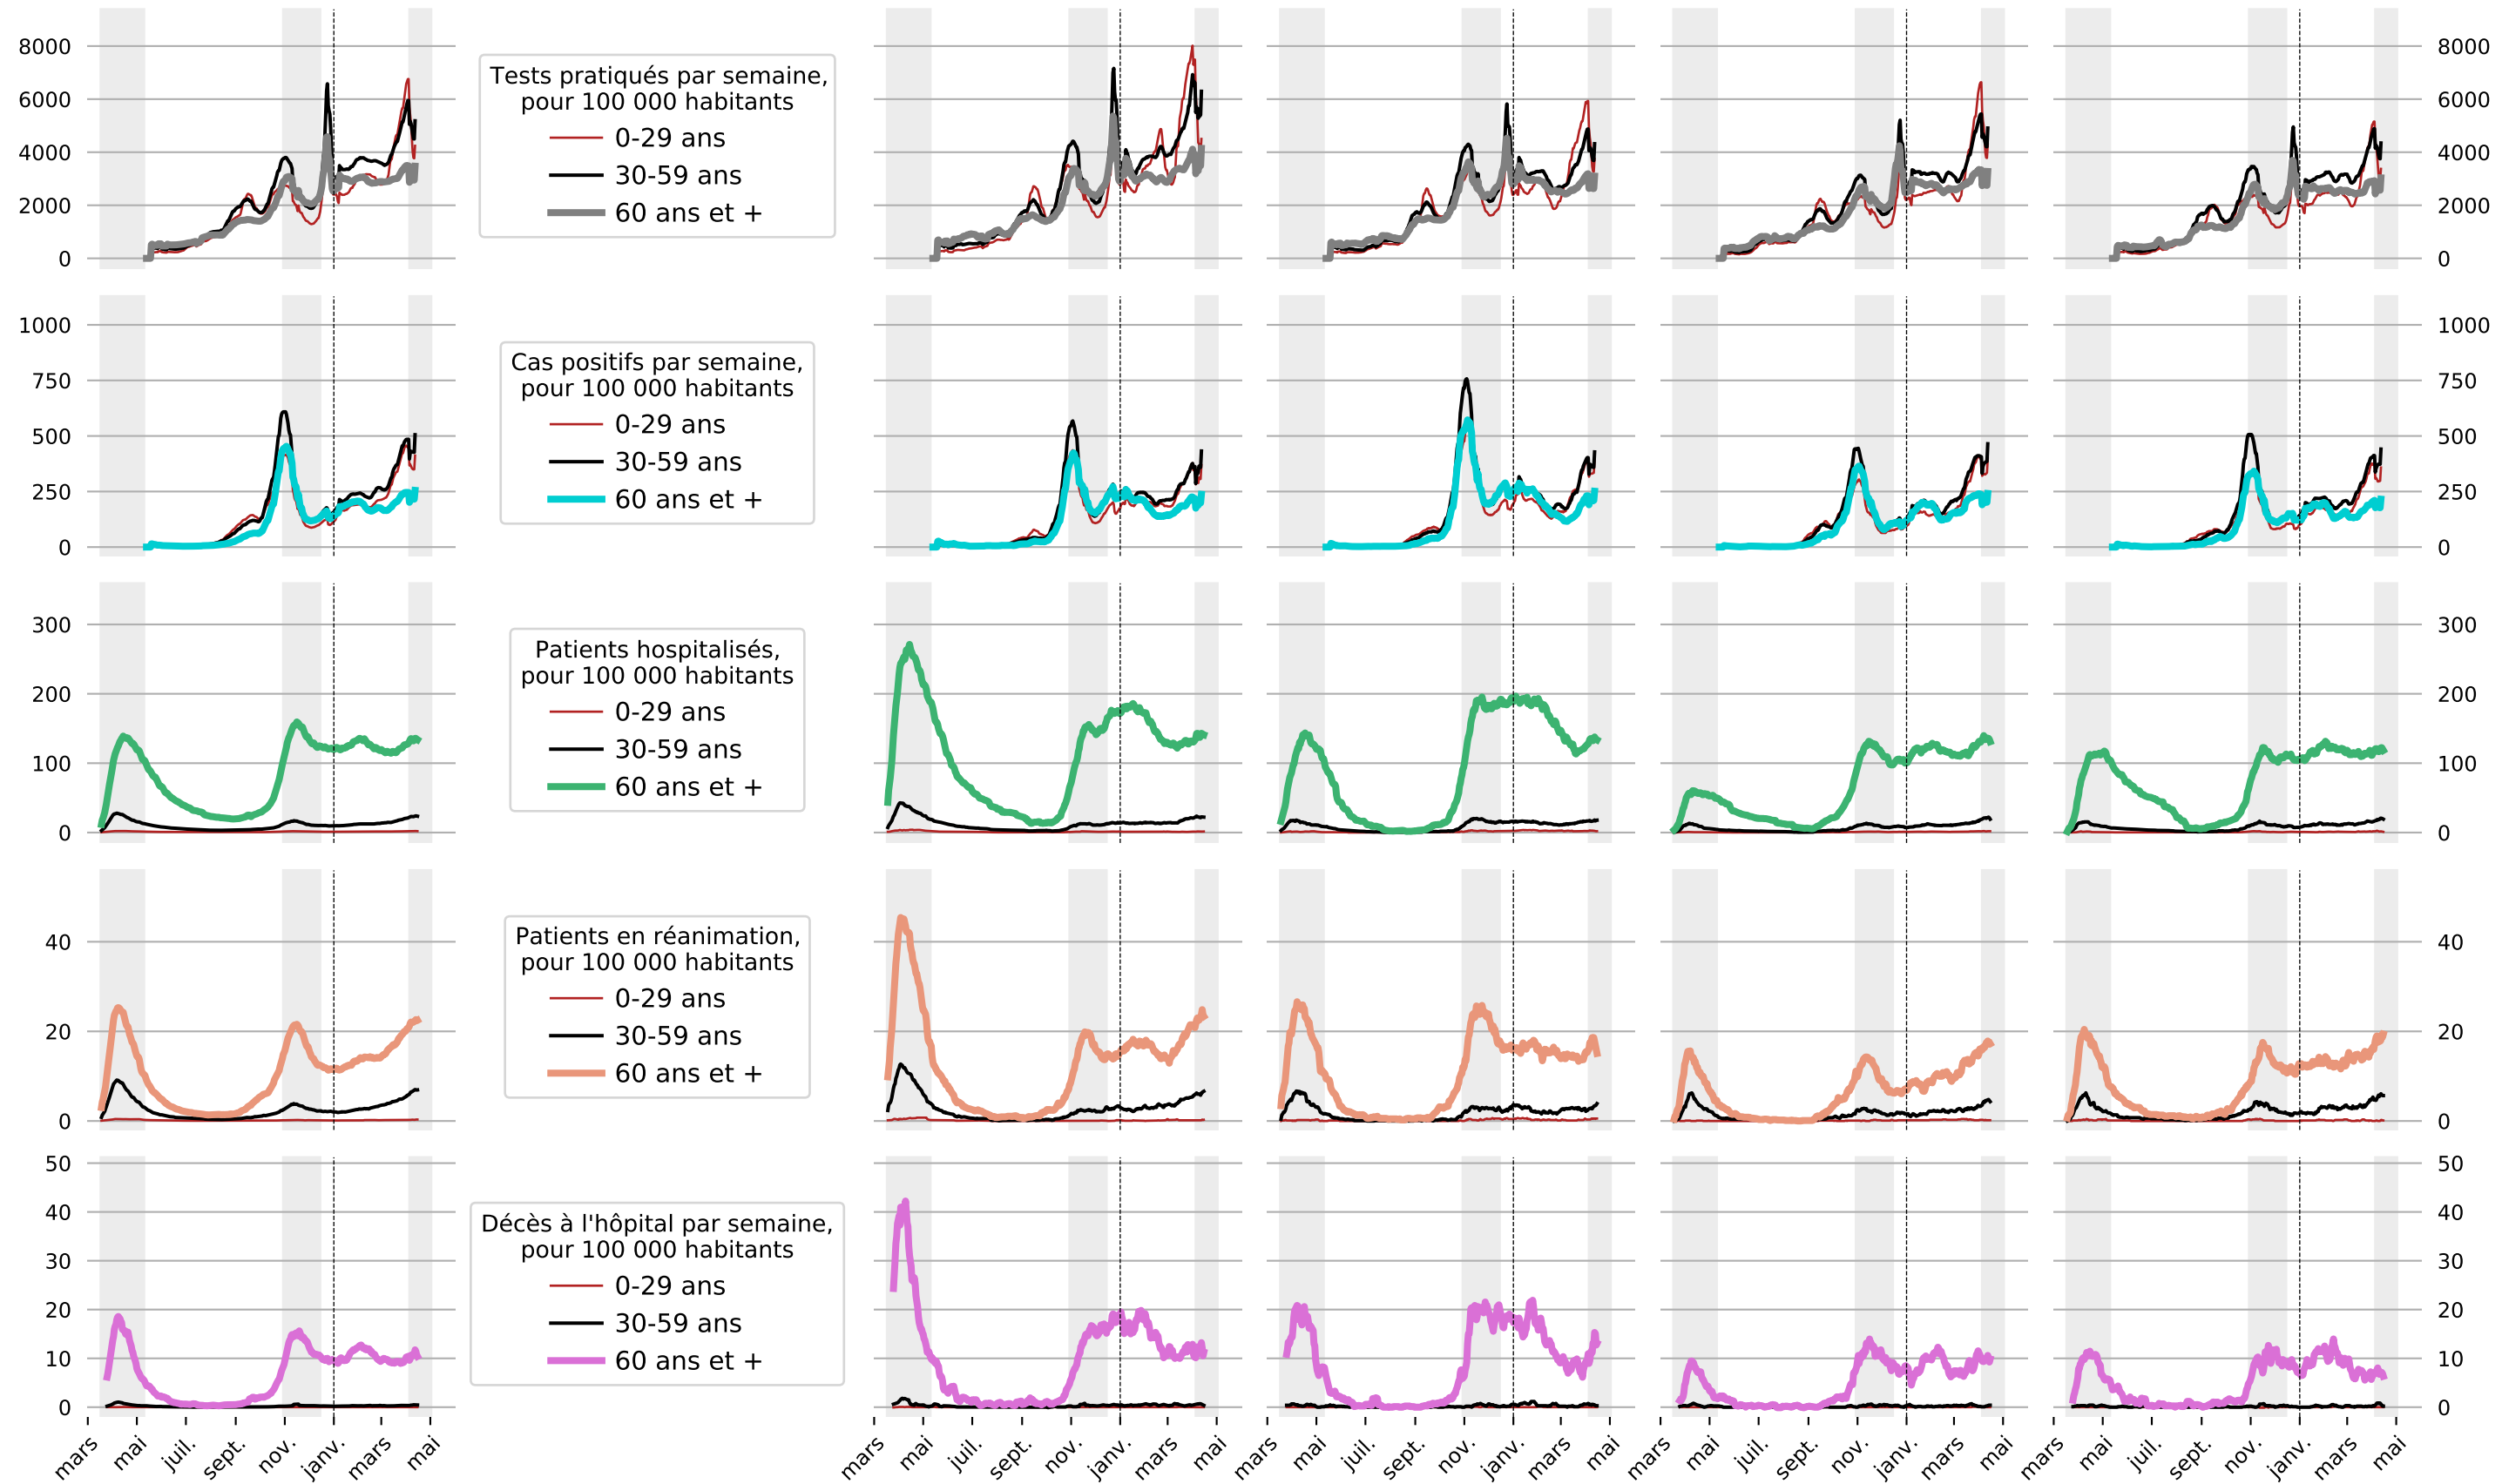 8000
6000
4000
2000
0
Tests pratiqués par semaine,
pour 100 000 habitants
0-29 ans
30-59 ans
60 ans et +
8000
6000
4000
2000
0
1000
750
500
250
0
Cas positifs par semaine,
pour 100 000 habitants
0-29 ans
30-59 ans
60 ans et +
1000
750
500
250
0
300
200
100
0
Patients hospitalisés,
pour 100 000 habitants
0-29 ans
30-59 ans
60 ans et +
300
200
100
0
40
20
0
Patients en réanimation,
pour 100 000 habitants
0-29 ans
30-59 ans
60 ans et +
40
20
0
50
40
30
20
10
0
Décès à l'hôpital par semaine,
pour 100 000 habitants
0-29 ans
30-59 ans
60 ans et +
50
40
30
20
10
0
mars mai juil. sept. nov. janv. mars mai
mars mai juil. sept. nov. janv. mars mai
mars mai juil. sept. nov. janv. mars mai
mars mai juil. sept. nov. janv. mars mai
mars mai juil. sept. nov. janv. mars mai